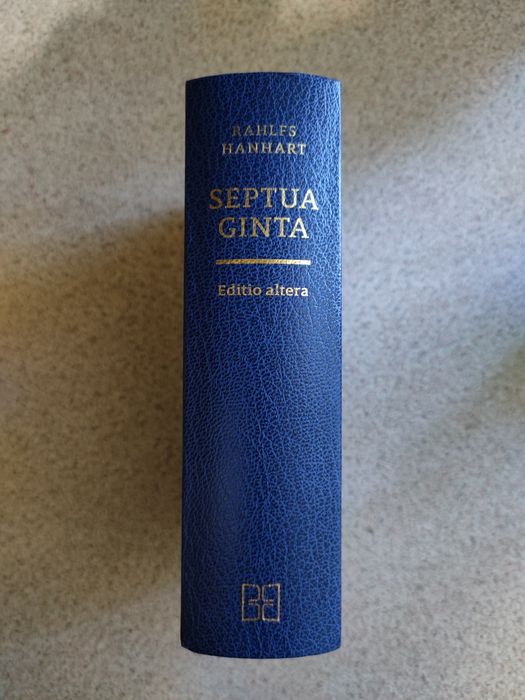 RAHLFS
HANHART
SEPTUA
GINTA
Editio altera